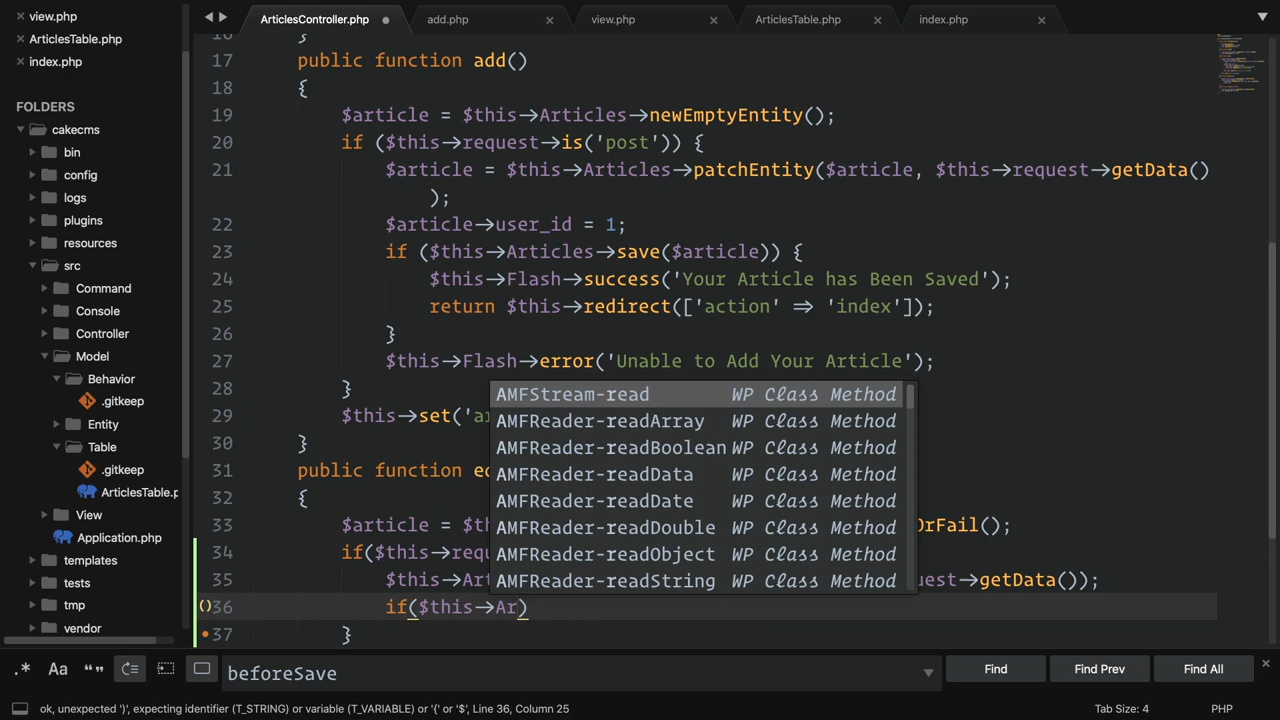 view.php
ArticlesTable.php
index.php
FOLDERS
cakecms
bin
config
logs
plugins
resources
src
Command
Console
Controller
Model
Behavior
.gitkeep
Entity
Table
.gitkeep
ArticlesTable.p
View
Application.php
templates
tests
tmp
vendor
ArticlesController.php
add.php
view.php
ArticlesTable.php
index.php
16 }
17 public function add()
18 {
19 $article = $this→Articles→newEmptyEntity();
20 if ($this→request→is('post')) {
21 $article = $this→Articles→patchEntity($article, $this→request→getData()
);
22 $article→user_id = 1;
23 if ($this→Articles→save($article)) {
24 $this→Flash→success('Your Article has Been Saved');
25 return $this→redirect(['action' ⇒ 'index']);
26 }
27 $this→Flash→error('Unable to Add Your Article');
28 }
29 $this→set('ar
30 }
31 public function ed
32 {
33 $article = $th OrFail();
34 if($this→requ
35 $this→Art uest→getData());
36 if($this→Ar)
37 }
AMFStream-read WP Class Method
AMFReader-readArray WP Class Method
AMFReader-readBoolean WP Class Method
AMFReader-readData WP Class Method
AMFReader-readDate WP Class Method
AMFReader-readDouble WP Class Method
AMFReader-readObject WP Class Method
AMFReader-readString WP Class Method
.* Aa “” beforeSave Find Find Prev Find All
ok, unexpected ')', expecting identifier (T_STRING) or variable (T_VARIABLE) or '{' or '$', Line 36, Column 25 Tab Size: 4 PHP